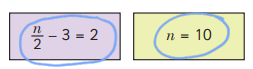 n/2 − 3 = 2
n = 10